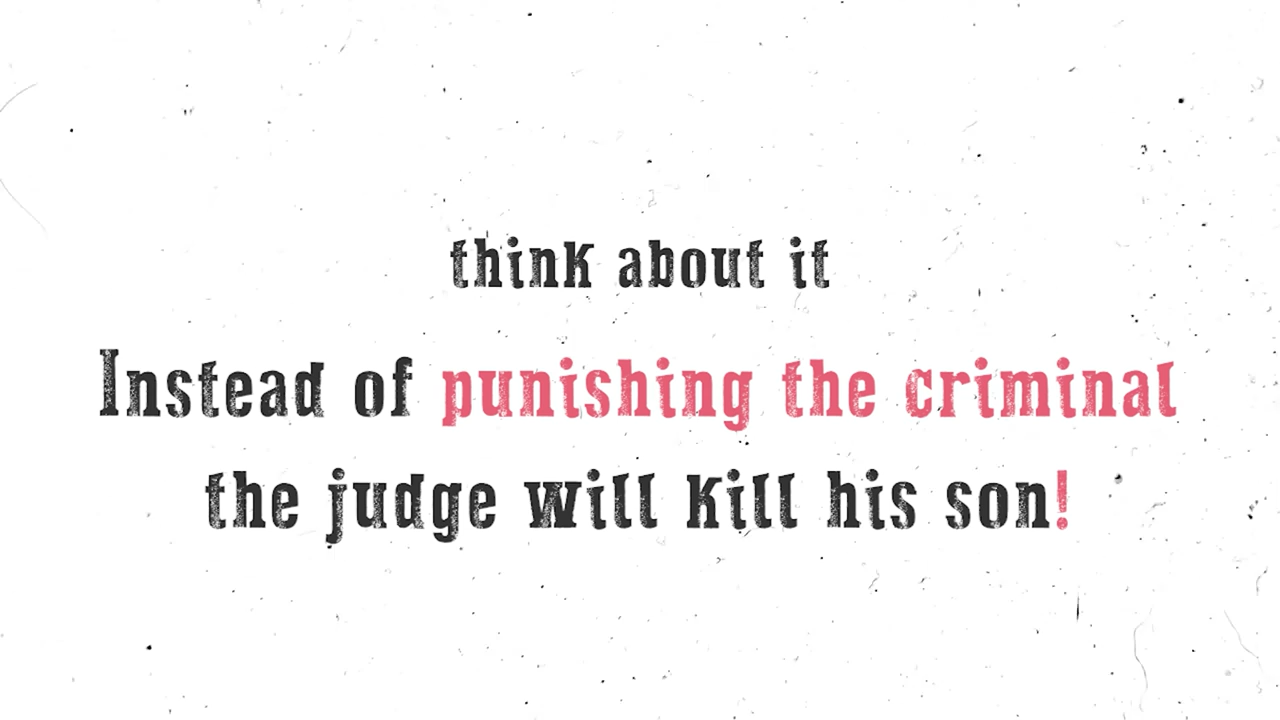 think about it
Instead of punishing the criminal
the judge will kill his son!